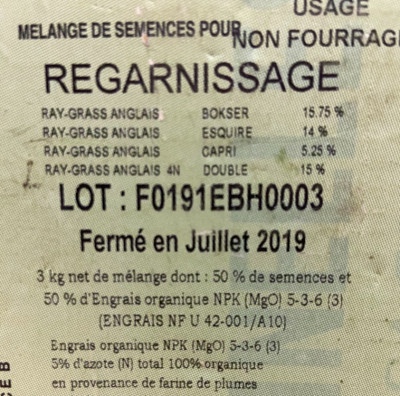 USAGE
MELANGE DE SEMENCES POUR NON FOURRAG
REGARNISSAGE
RAY-GRASS ANGLAIS BOKSER 15.75 %
RAY-GRASS ANGLAIS ESQUIRE 14 %
RAY-GRASS ANGLAIS CAPRI 5.25 %
RAY-GRASS ANGLAIS 4N DOUBLE 15 %
LOT : F0191EBH0003
Fermé en Juillet 2019
3 kg net de mélange dont : 50 % de semences et
50 % d'Engrais organique NPK (MgO) 5-3-6 (3)
(ENGRAIS NF U 42-001/A10)
Engrais organique NPK (MgO) 5-3-6 (3)
5% d'azote (N) total 100% organique
en provenance de farine de plumes